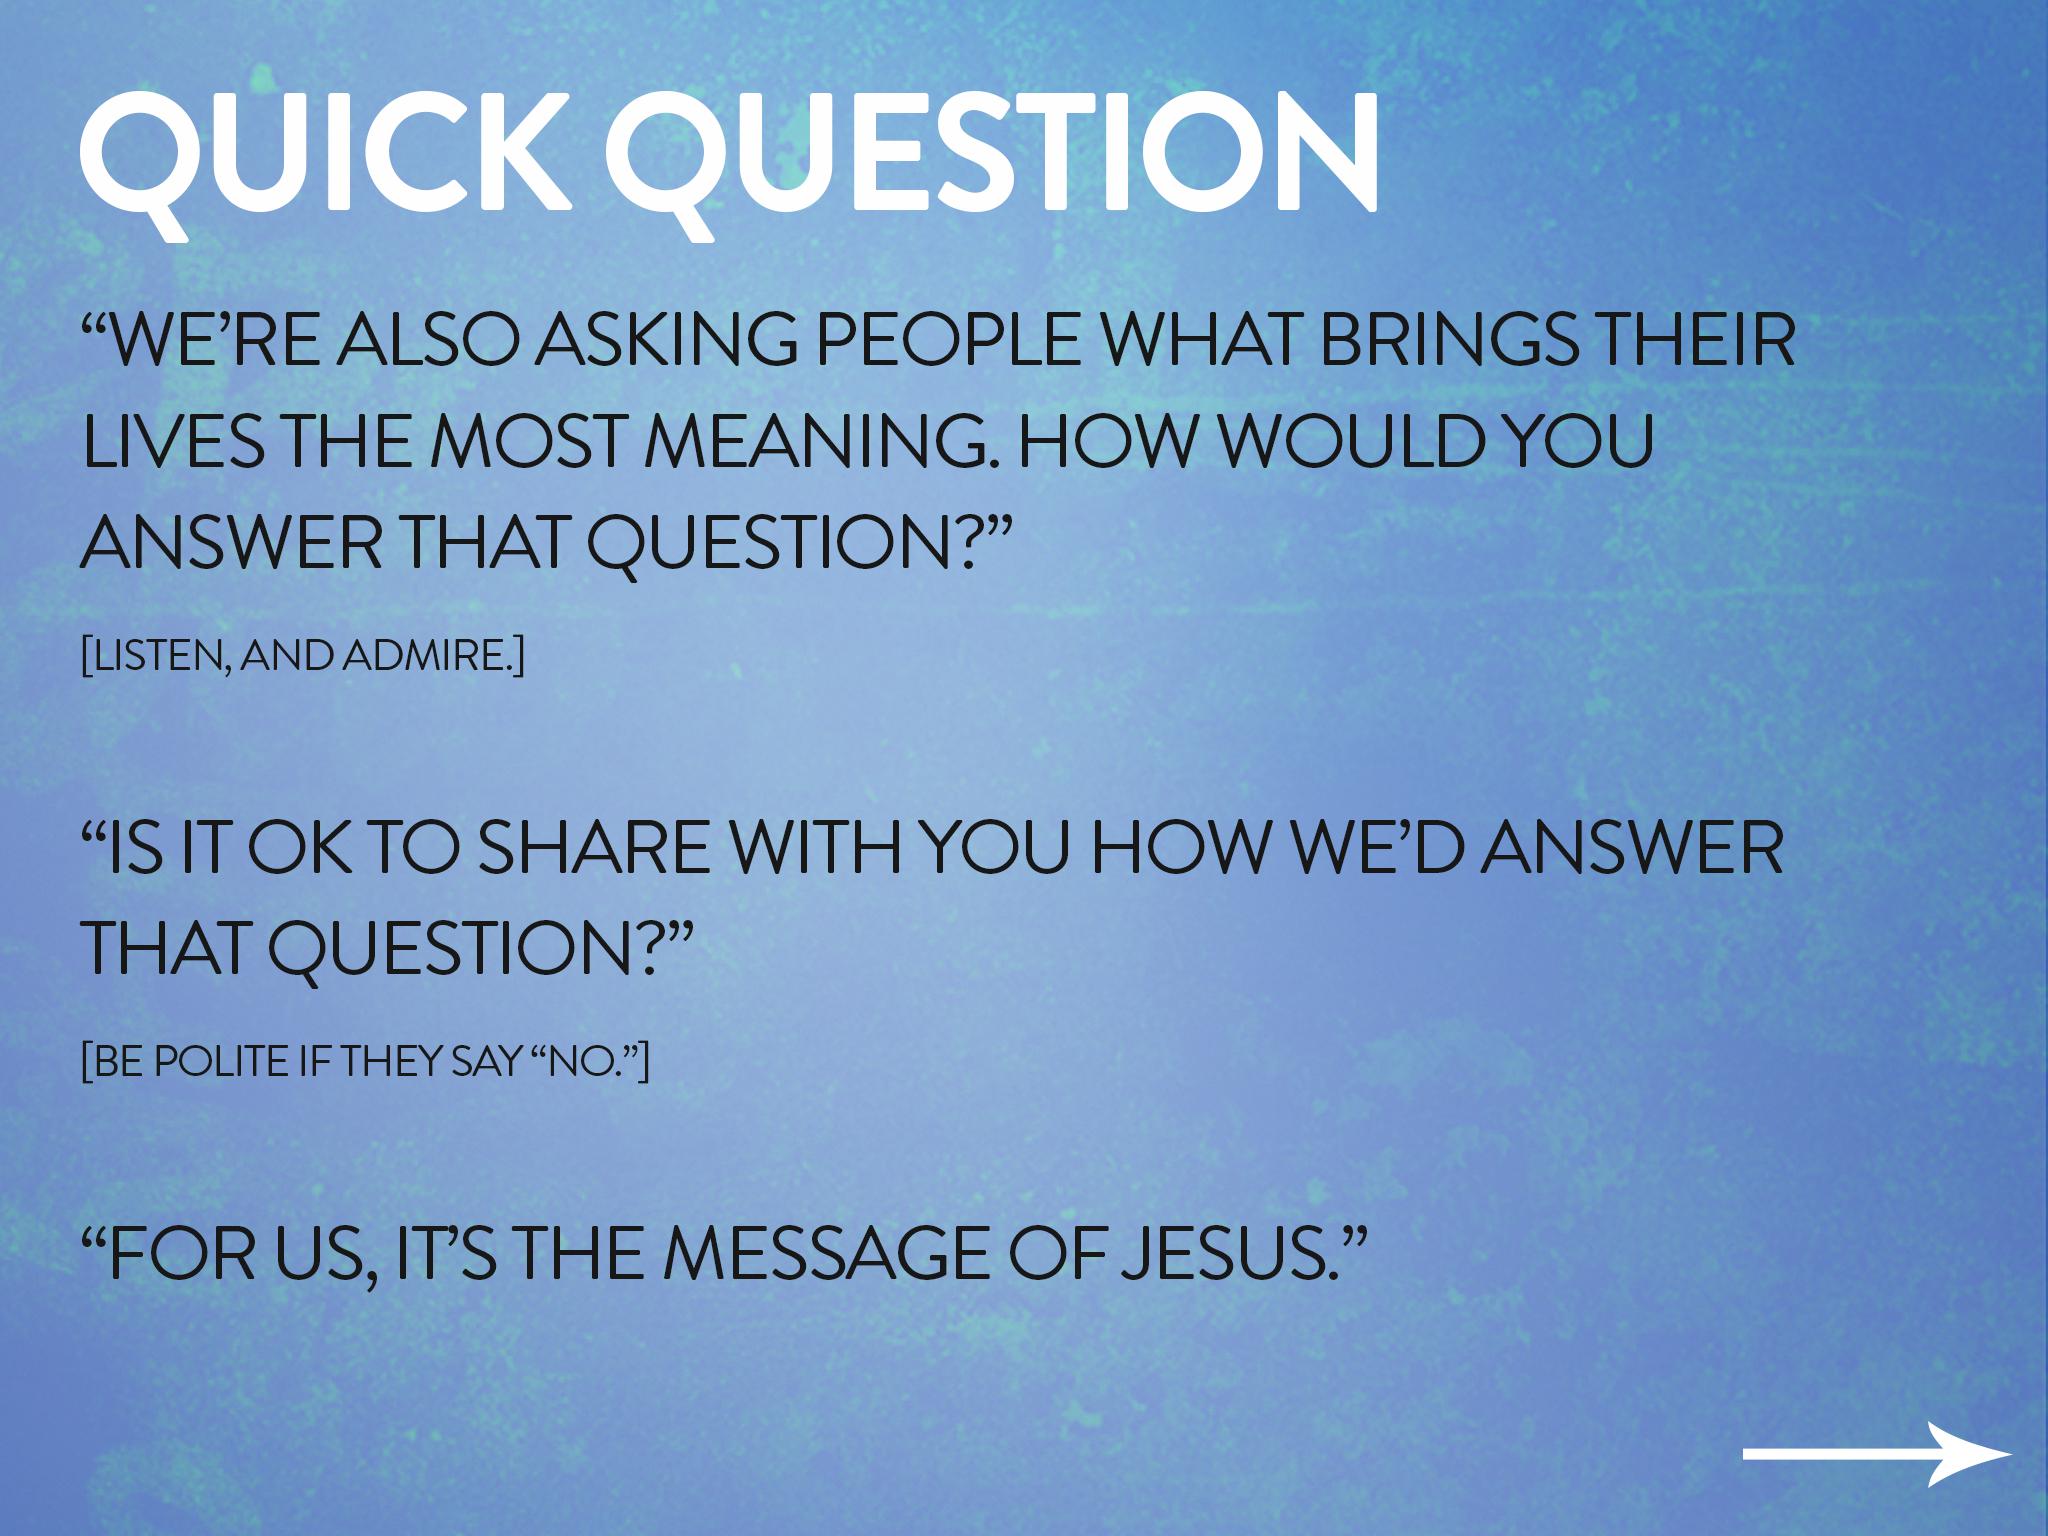 QUICK QUESTION
“WE’RE ALSO ASKING PEOPLE WHAT BRINGS THEIR
LIVES THE MOST MEANING. HOW WOULD YOU
ANSWER THAT QUESTION?”
[LISTEN, AND ADMIRE.]
“IS IT OK TO SHARE WITH YOU HOW WE’D ANSWER
THAT QUESTION?”
[BE POLITE IF THEY SAY “NO.”]
“FOR US, IT’S THE MESSAGE OF JESUS.”